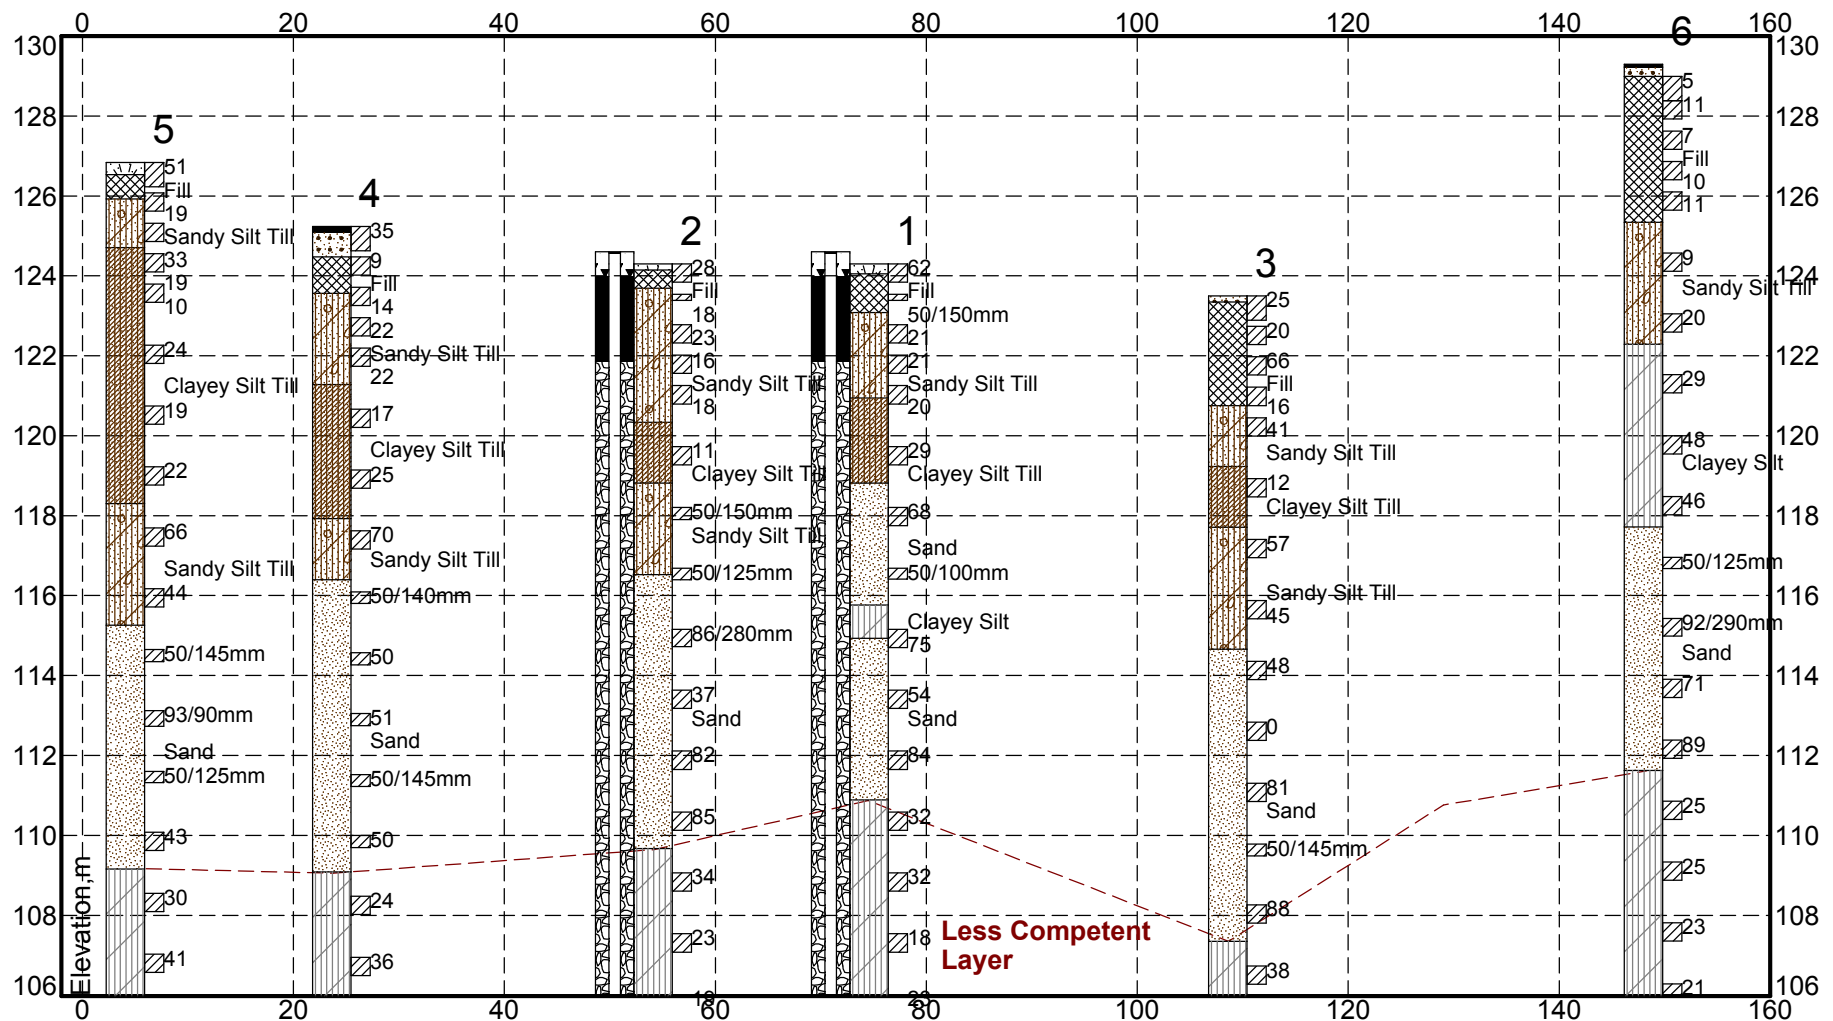 0 20 40 60 80 100 120 140 160
130
128
126
124
122
120
118
116
114
112
110
108
106
Elevation,m
5
51
Fill
19
Sandy Silt Till
33
19
10
24
Clayey Silt Till
19
22
66
Sandy Silt Till
44
50/145mm
93/90mm
Sand
50/125mm
43
30
41
4
35
9
Fill
14
22
Sandy Silt Till
22
17
Clayey Silt Till
25
70
Sandy Silt Till
50/140mm
50
51
Sand
50/145mm
50
24
36
2
28
Fill
18
23
16
Sandy Silt Till
18
11
Clayey Silt Till
50/150mm
Sandy Silt Till
50/125mm
86/280mm
37
Sand
82
85
34
23
18
1
62
Fill
50/150mm
21
21
Sandy Silt Till
20
29
Clayey Silt Till
68
Sand
50/100mm
Clayey Silt
75
54
Sand
84
32
32
18
Less Competent
Layer
3
25
20
66
Fill
16
41
Sandy Silt Till
12
Clayey Silt Till
57
Sandy Silt Till
45
48
0
81
Sand
50/145mm
88
38
6
5
11
7
Fill
10
11
9
Sandy Silt Till
20
29
48
Clayey Silt
46
50/125mm
92/290mm
Sand
71
89
25
25
23
21
130
128
126
124
122
120
118
116
114
112
110
108
106
0 20 40 60 80 100 120 140 160